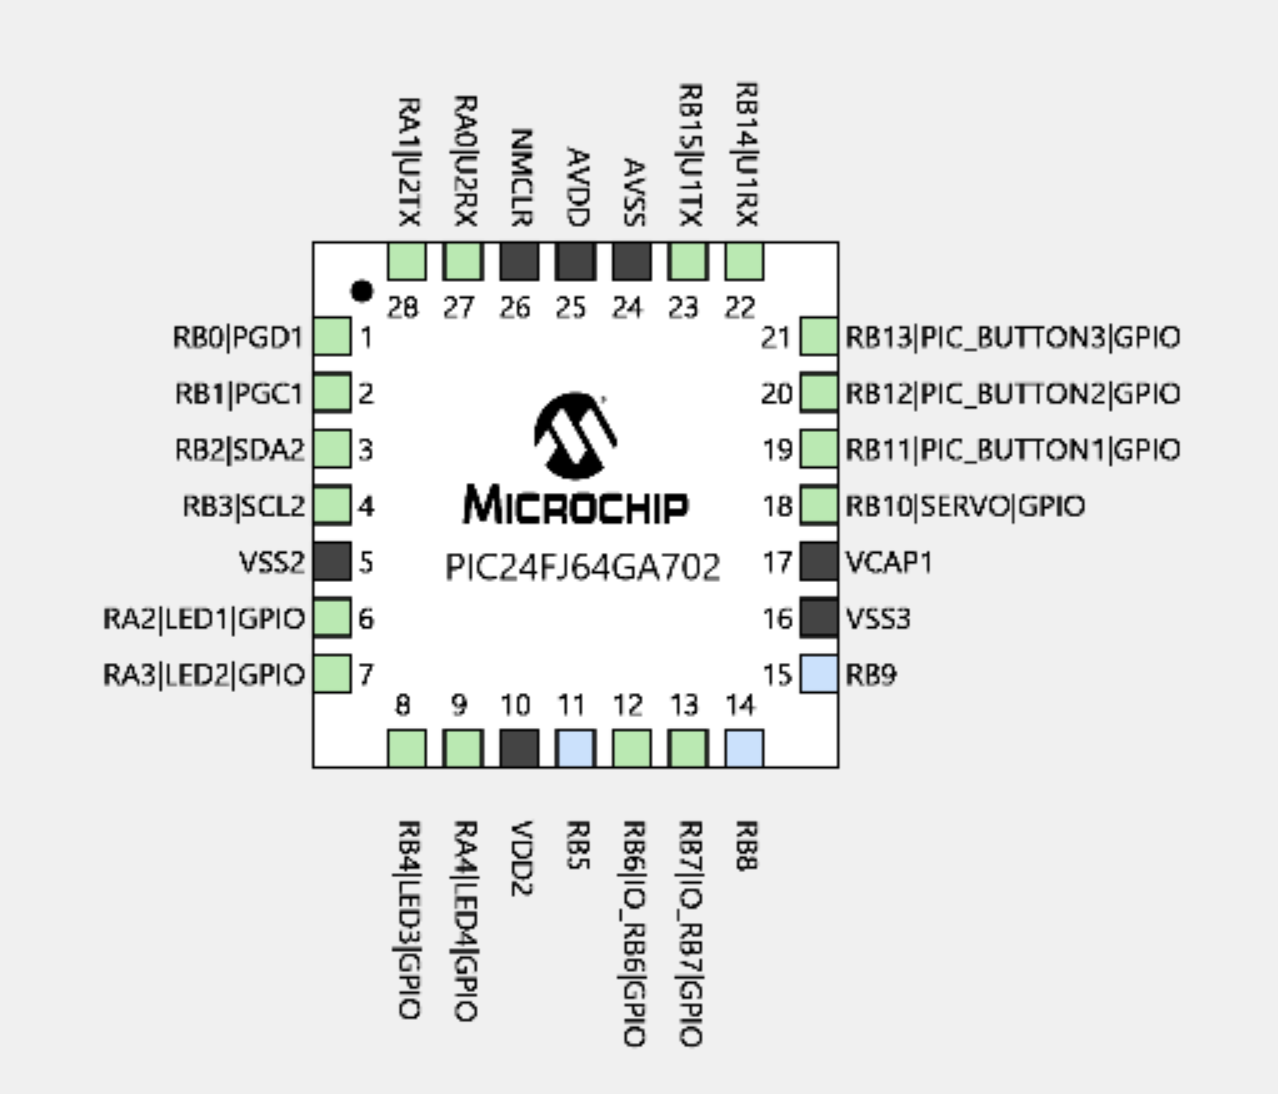 RA1|U2TX
RA0|U2RX
NMCLR
AVDD
AVSS
RB15|U1TX
RB14|U1RX
28 27 26 25 24 23 22
RB0|PGD1 1
RB1|PGC1 2
RB2|SDA2 3
RB3|SCL2 4
VSS2 5
RA2|LED1|GPIO 6
RA3|LED2|GPIO 7
MICROCHIP
PIC24FJ64GA702
21 RB13|PIC_BUTTON3|GPIO
20 RB12|PIC_BUTTON2|GPIO
19 RB11|PIC_BUTTON1|GPIO
18 RB10|SERVO|GPIO
17 VCAP1
16 VSS3
15 RB9
8 9 10 11 12 13 14
RB4|LED3|GPIO
RA4|LED4|GPIO
VDD2
RB5
RB6|IO_RB6|GPIO
RB7|IO_RB7|GPIO
RB8